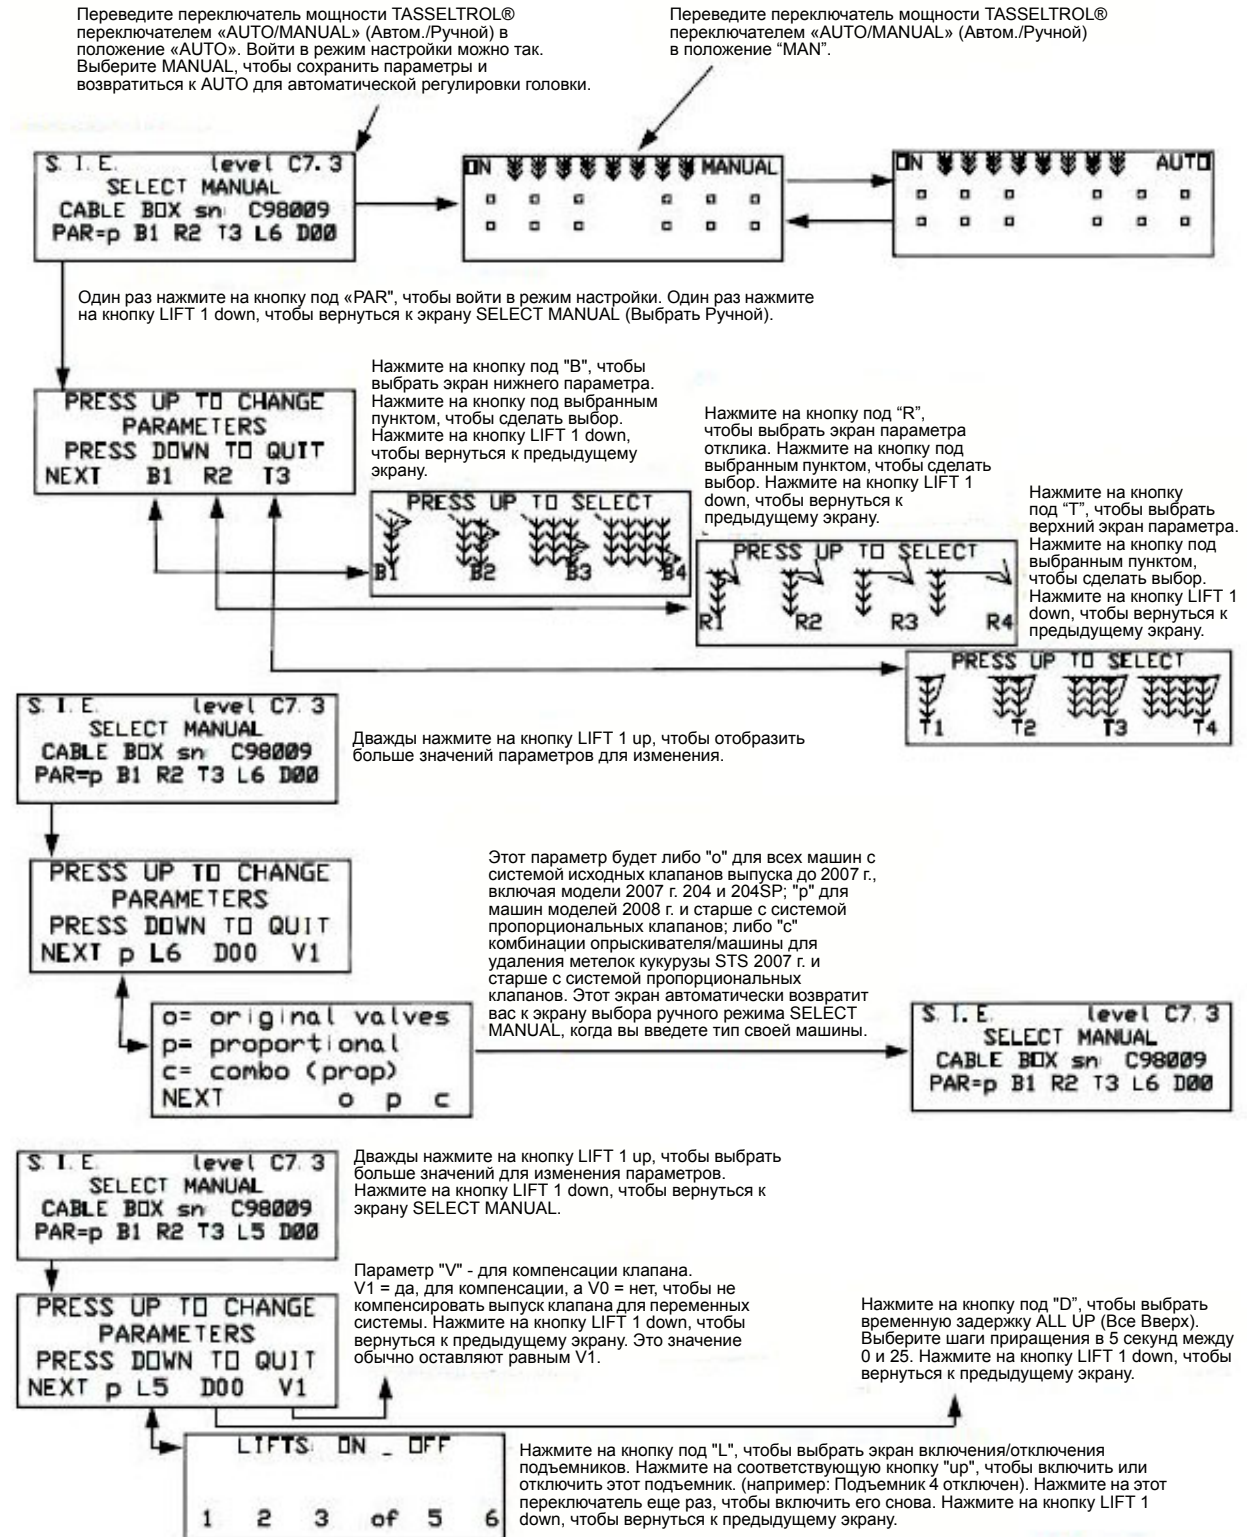 Переведите переключатель мощности TASSELTROL®
переключателем «AUTO/MANUAL» (Автом./Ручной) в
положение «AUTO». Войти в режим настройки можно так.
Выберите MANUAL, чтобы сохранить параметры и
возвратиться к AUTO для автоматической регулировки головки.
Переведите переключатель мощности TASSELTROL®
переключателем «AUTO/MANUAL» (Автом./Ручной)
в положение “MAN”.
S. I. E. level C7.3
SELECT MANUAL
CABLE BOX sn: C98009
PAR=p B1 R2 T3 L6 D00
ON MANUAL
ON AUTO
Один раз нажмите на кнопку под «PAR", чтобы войти в режим настройки. Один раз нажмите
на кнопку LIFT 1 down, чтобы вернуться к экрану SELECT MANUAL (Выбрать Ручной).
PRESS UP TO CHANGE
PARAMETERS
PRESS DOWN TO QUIT
NEXT B1 R2 T3
Нажмите на кнопку под "B", чтобы
выбрать экран нижнего параметра.
Нажмите на кнопку под выбранным
пунктом, чтобы сделать выбор.
Нажмите на кнопку LIFT 1 down,
чтобы вернуться к предыдущему
экрану.
PRESS UP TO SELECT
B1 B2 B3 B4
Нажмите на кнопку под “R”,
чтобы выбрать экран параметра
отклика. Нажмите на кнопку под
выбранным пунктом, чтобы сделать
выбор. Нажмите на кнопку LIFT 1
down, чтобы вернуться к
предыдущему экрану.
PRESS UP TO SELECT
R1 R2 R3 R4
Нажмите на кнопку
под “T”, чтобы выбрать
верхний экран параметра.
Нажмите на кнопку под
выбранным пунктом,
чтобы сделать выбор.
Нажмите на кнопку LIFT 1
down, чтобы вернуться к
предыдущему экрану.
PRESS UP TO SELECT
T1 T2 T3 T4
S. I. E. level C7. 3
SELECT MANUAL
CABLE BOX sn: C98009
PAR=p B1 R2 T3 L6 D00
Дважды нажмите на кнопку LIFT 1 up, чтобы отобразить
больше значений параметров для изменения.
PRESS UP TO CHANGE
PARAMETERS
PRESS DOWN TO QUIT
NEXT p L6 D00 V1
o= original valves
p= proportional
c= combo (prop)
NEXT o p c
Этот параметр будет либо "o" для всех машин с
системой исходных клапанов выпуска до 2007 г.,
включая модели 2007 г. 204 и 204SP; "p" для
машин моделей 2008 г. и старше с системой
пропорциональных клапанов; либо "c"
комбинации опрыскивателя/машины для
удаления метелок кукурузы STS 2007 г. и
старше с системой пропорциональных
клапанов. Этот экран автоматически возвратит
вас к экрану выбора ручного режима SELECT
MANUAL, когда вы введете тип своей машины.
S. I. E. level C7. 3
SELECT MANUAL
CABLE BOX sn: C98009
PAR=p B1 R2 T3 L6 D00
S. I. E. level C7. 3
SELECT MANUAL
CABLE BOX sn: C98009
PAR=p B1 R2 T3 L5 D00
Дважды нажмите на кнопку LIFT 1 up, чтобы выбрать
больше значений для изменения параметров.
Нажмите на кнопку LIFT 1 down, чтобы вернуться к
экрану SELECT MANUAL.
PRESS UP TO CHANGE
PARAMETERS
PRESS DOWN TO QUIT
NEXT p L5 D00 V1
Параметр "V" - для компенсации клапана.
V1 = да, для компенсации, а V0 = нет, чтобы не
компенсировать выпуск клапана для переменных
системы. Нажмите на кнопку LIFT 1 down, чтобы
вернуться к предыдущему экрану. Это значение
обычно оставляют равным V1.
Нажмите на кнопку под "D”, чтобы выбрать
временную задержку ALL UP (Все Вверх).
Выберите шаги приращения в 5 секунд между
0 и 25. Нажмите на кнопку LIFT 1 down, чтобы
вернуться к предыдущему экрану.
LIFTS: ON _ OFF
1 2 3 of 5 6
Нажмите на кнопку под "L", чтобы выбрать экран включения/отключения
подъемников. Нажмите на соответствующую кнопку "up", чтобы включить или
отключить этот подъемник. (например: Подъемник 4 отключен). Нажмите на этот
переключатель еще раз, чтобы включить его снова. Нажмите на кнопку LIFT 1
down, чтобы вернуться к предыдущему экрану.